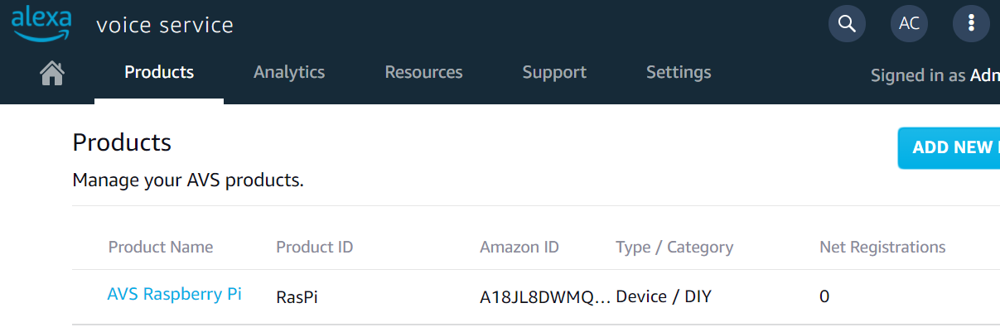 alexa voice service AC
Products Analytics Resources Support Settings Signed in as Adm
Products ADD NEW
Manage your AVS products.
Product Name Product ID Amazon ID Type / Category Net Registrations
AVS Raspberry Pi RasPi A18JL8DWMQ... Device / DIY 0